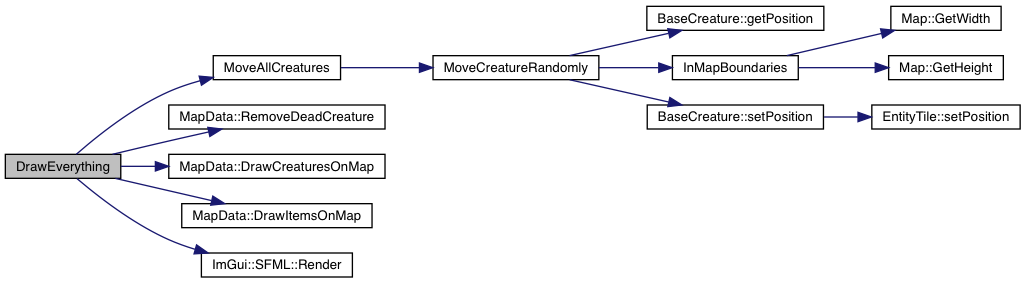 BaseCreature::getPosition
Map::GetWidth
MoveAllCreatures
MoveCreatureRandomly
InMapBoundaries
Map::GetHeight
MapData::RemoveDeadCreature
BaseCreature::setPosition
EntityTile::setPosition
DrawEverything
MapData::DrawCreaturesOnMap
MapData::DrawItemsOnMap
ImGui::SFML::Render